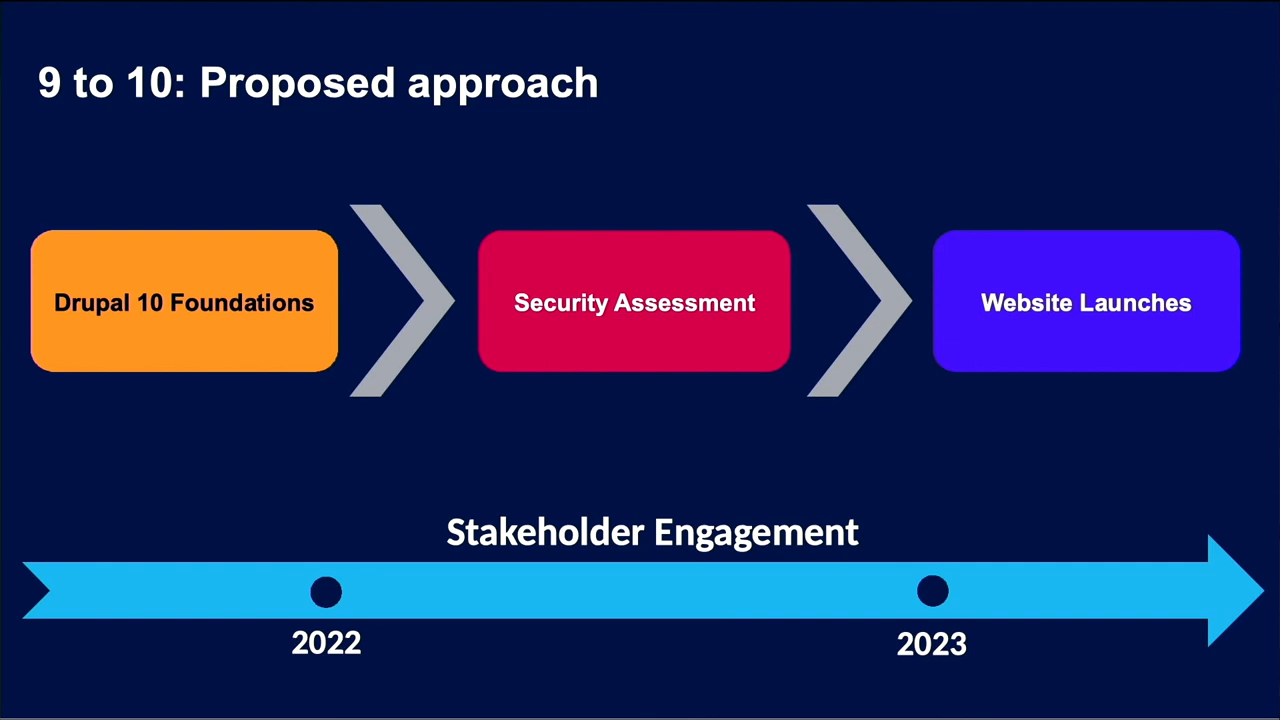 9 to 10: Proposed approach
Drupal 10 Foundations
Security Assessment
Website Launches
Stakeholder Engagement
2022
2023